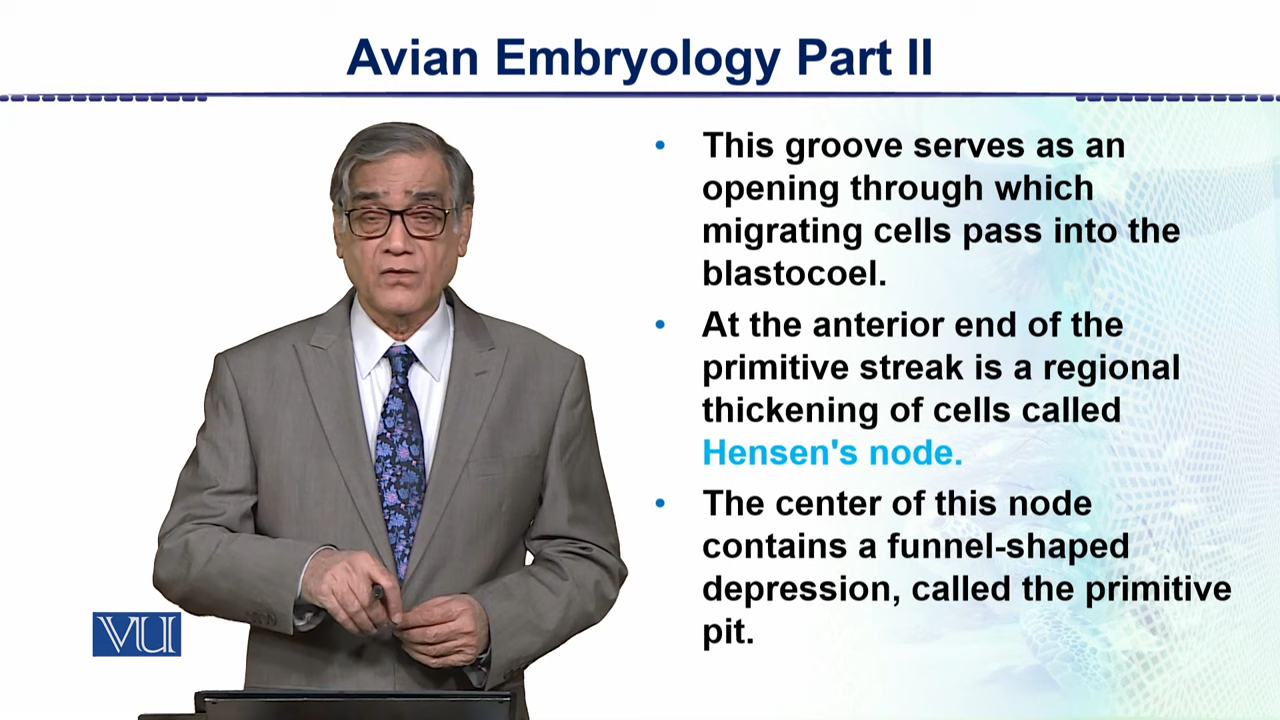 Avian Embryology Part II
• This groove serves as an
opening through which
migrating cells pass into the
blastocoel.
• At the anterior end of the
primitive streak is a regional
thickening of cells called
Hensen's node.
• The center of this node
contains a funnel-shaped
depression, called the primitive
pit.
VU